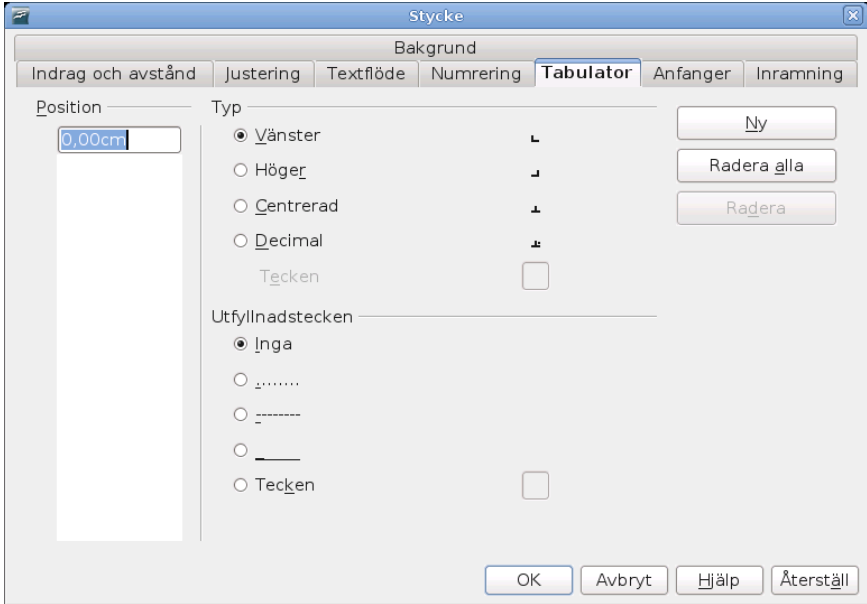 Stycke
Bakgrund
Indrag och avstånd Justering Textflöde Numrering Tabulator Anfanger Inramning
Position
0,00cm
Typ
Vänster
Höger
Centrerad
Decimal
Tecken
Utfyllnadstecken
Inga
........
--------
______
Tecken
Ny
Radera alla
Radera
OK Avbryt Hjälp Återställ